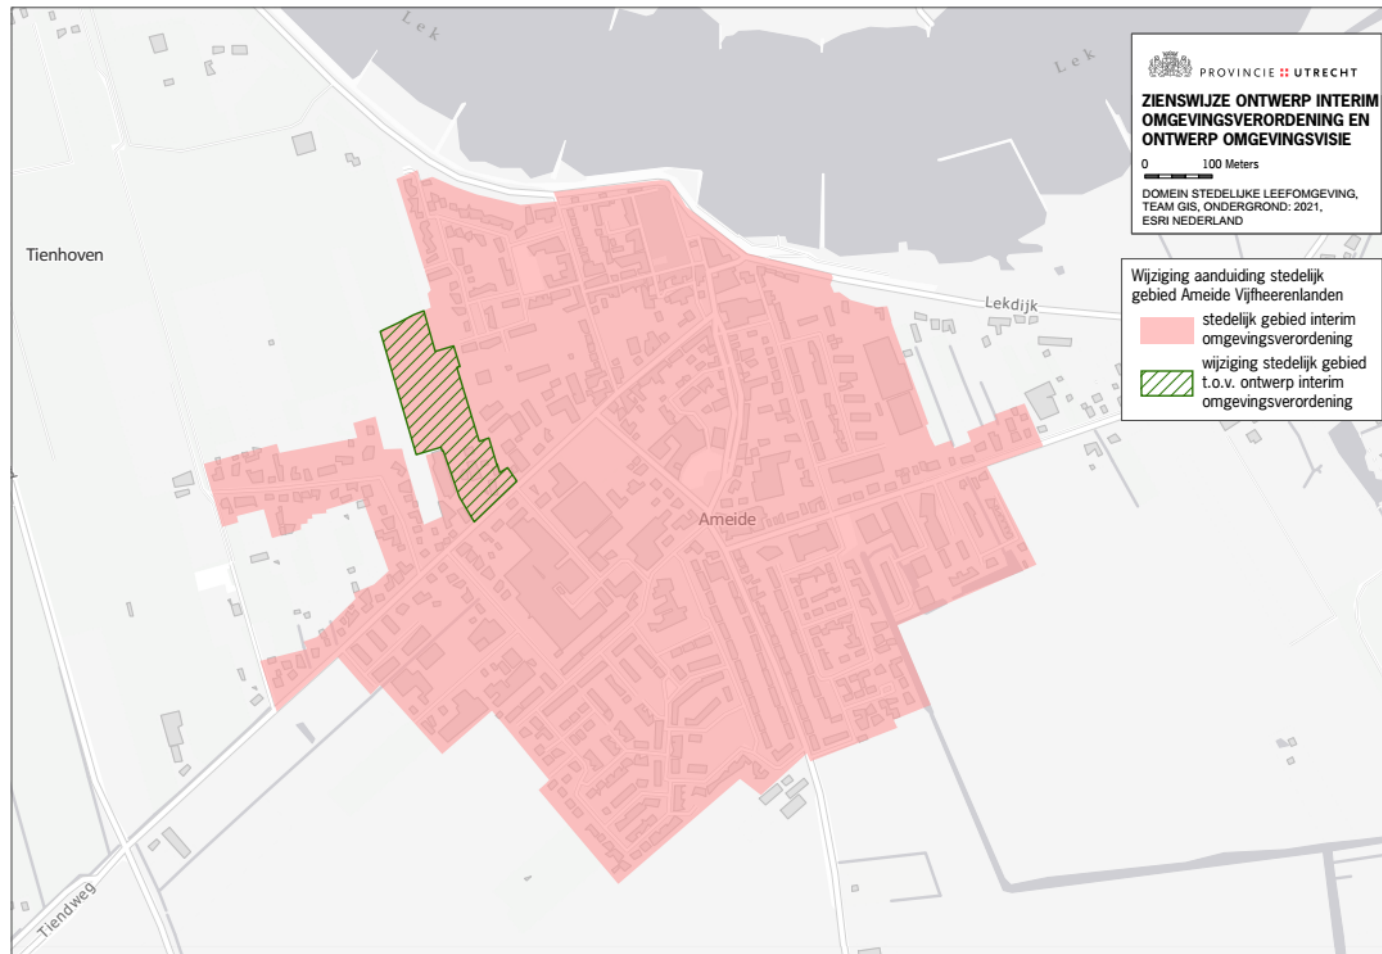 Lek
Lek
PROVINCIE :: UTRECHT
ZIENSWIJZE ONTWERP INTERIM
OMGEVINGSVERORDENING EN
ONTWERP OMGEVINGSVISIE
0 100 Meters
DOMEIN STEDELIJKE LEEFOMGEVING,
TEAM GIS, ONDERGROND: 2021,
ESRI NEDERLAND
Tienhoven
Wijziging aanduiding stedelijk
gebied Ameide Vijfheerenlanden
stedelijk gebied interim
omgevingsverordening
wijziging stedelijk gebied
t.o.v. ontwerp interim
omgevingsverordening
Lekdijk
Ameide
Tiendweg